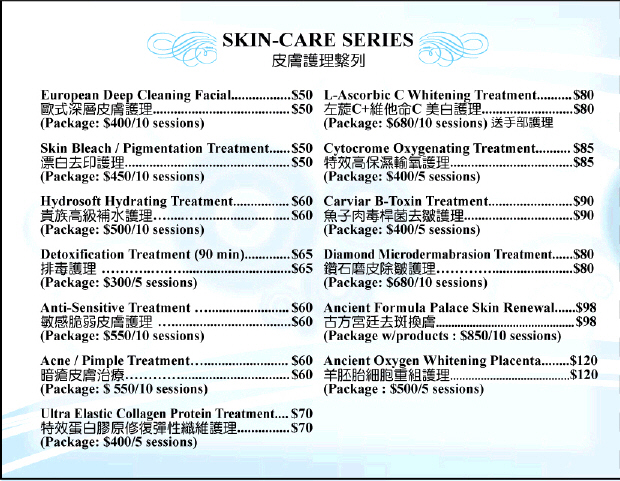 SKIN-CARE SERIES
皮膚護理繫列
European Deep Cleaning Facial.................$50
歐式深層皮膚護理...............................$50
(Package: $400/10 sessions)
Skin Bleach / Pigmentation Treatment......$50
漂白去印護理.....................................$50
(Package: $450/10 sessions)
Hydrosoft Hydrating Treatment................$60
貴族高級補水護理................................$60
(Package: $500/10 sessions)
Detoxification Treatment (90 min).............$65
排毒護理 .........................................$65
(Package: $300/5 sessions)
Anti-Sensitive Treatment .......................$60
敏感脆弱皮膚護理 ..............................$60
(Package: $550/10 sessions)
Acne / Pimple Treatment........................$60
暗瘡皮膚治療....................................$60
(Package: $ 550/10 sessions)
Ultra Elastic Collagen Protein Treatment.... $70
特效蛋白膠原修復彈性纖維護理...............$70
(Package: $400/5 sessions)
L-Ascorbic C Whitening Treatment..........$80
左蔙C+維他命C 美白護理......................$80
(Package: $680/10 sessions) 送手部護理
Cytocrome Oxygenating Treatment.......... $85
特效高保濕輸氧護理............................$85
(Package: $400/5 sessions)
Carviar B-Toxin Treatment.....................$90
魚子肉毒桿菌去皺護理..........................$90
(Package: $400/5 sessions)
Diamond Microdermabrasion Treatment......$80
鑽石磨皮除皺護理...............................$80
(Package: $680/10 sessions)
Ancient Formula Palace Skin Renewal......$98
古方宮廷去斑換膚................................$98
(Package w/products : $850/10 sessions)
Ancient Oxygen Whitening Placenta.......$120
羊胚胎細胞重組護理............................$120
(Package : $500/5 sessions)